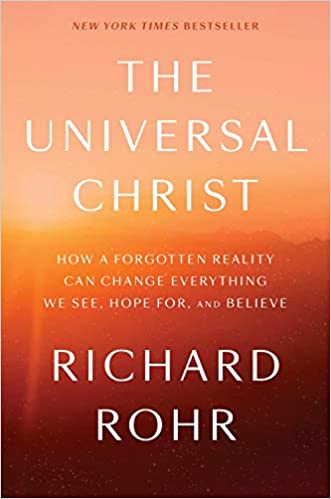 NEW YORK TIMES BESTSELLER
THE
UNIVERSAL
CHRIST
HOW A FORGOTTEN REALITY
CAN CHANGE EVERYTHING
WE SEE, HOPE FOR, AND BELIEVE
RICHARD
ROHR